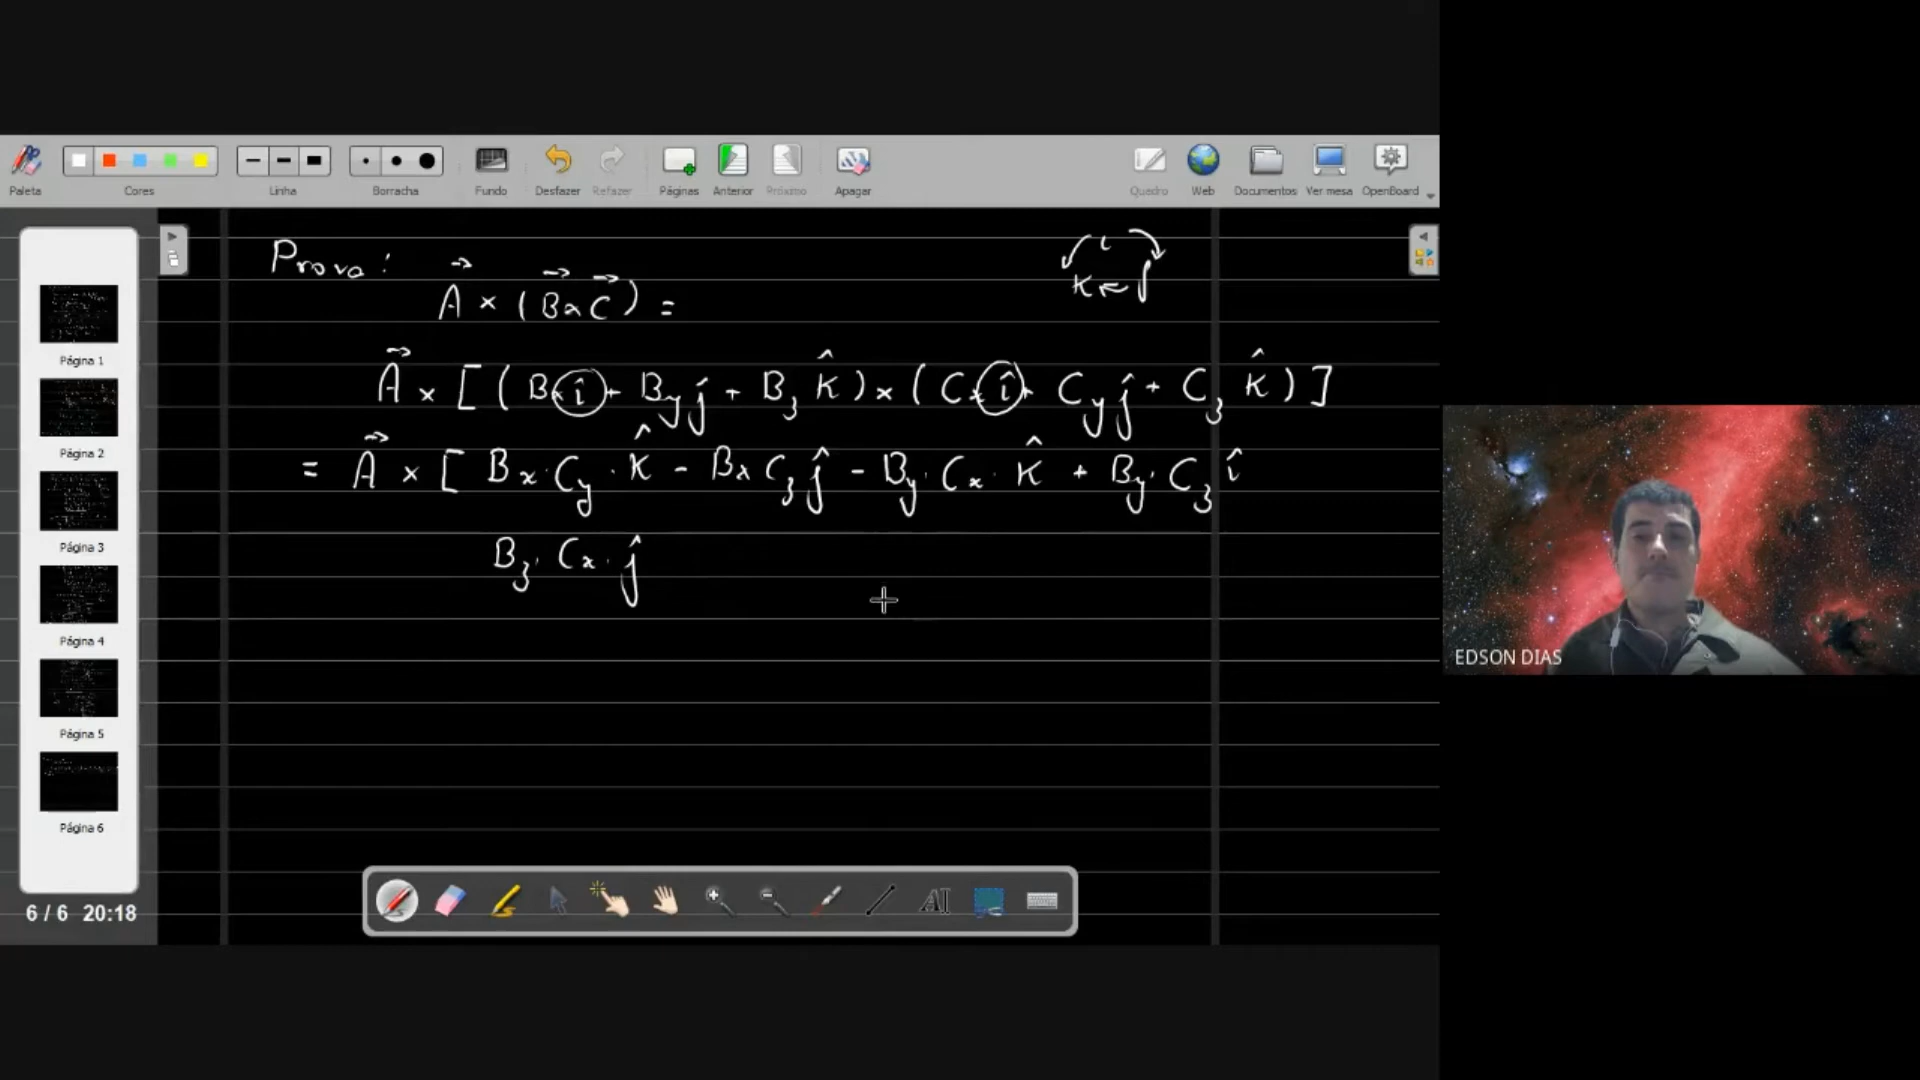 Paleta Cores Linha Borracha Fundo Desfazer Refazer Páginas Anterior Próximo Apagar Quadro Web Documentos Ver mesa OpenBoard
Prova:
A⃗ × (B⃗×C⃗) =
i
K j
A⃗ × [(Bx î + By j + Bz k̂) × (Cx î + Cy j + Cz k̂)]
= A⃗ × [Bx·Cy·k̂ - Bx Cz ĵ - By·Cx·k̂ + By·Cz î
Bz·Cx·ĵ
Página 1
Página 2
Página 3
Página 4
Página 5
Página 6
6 / 6 20:18
AI
EDSON DIAS